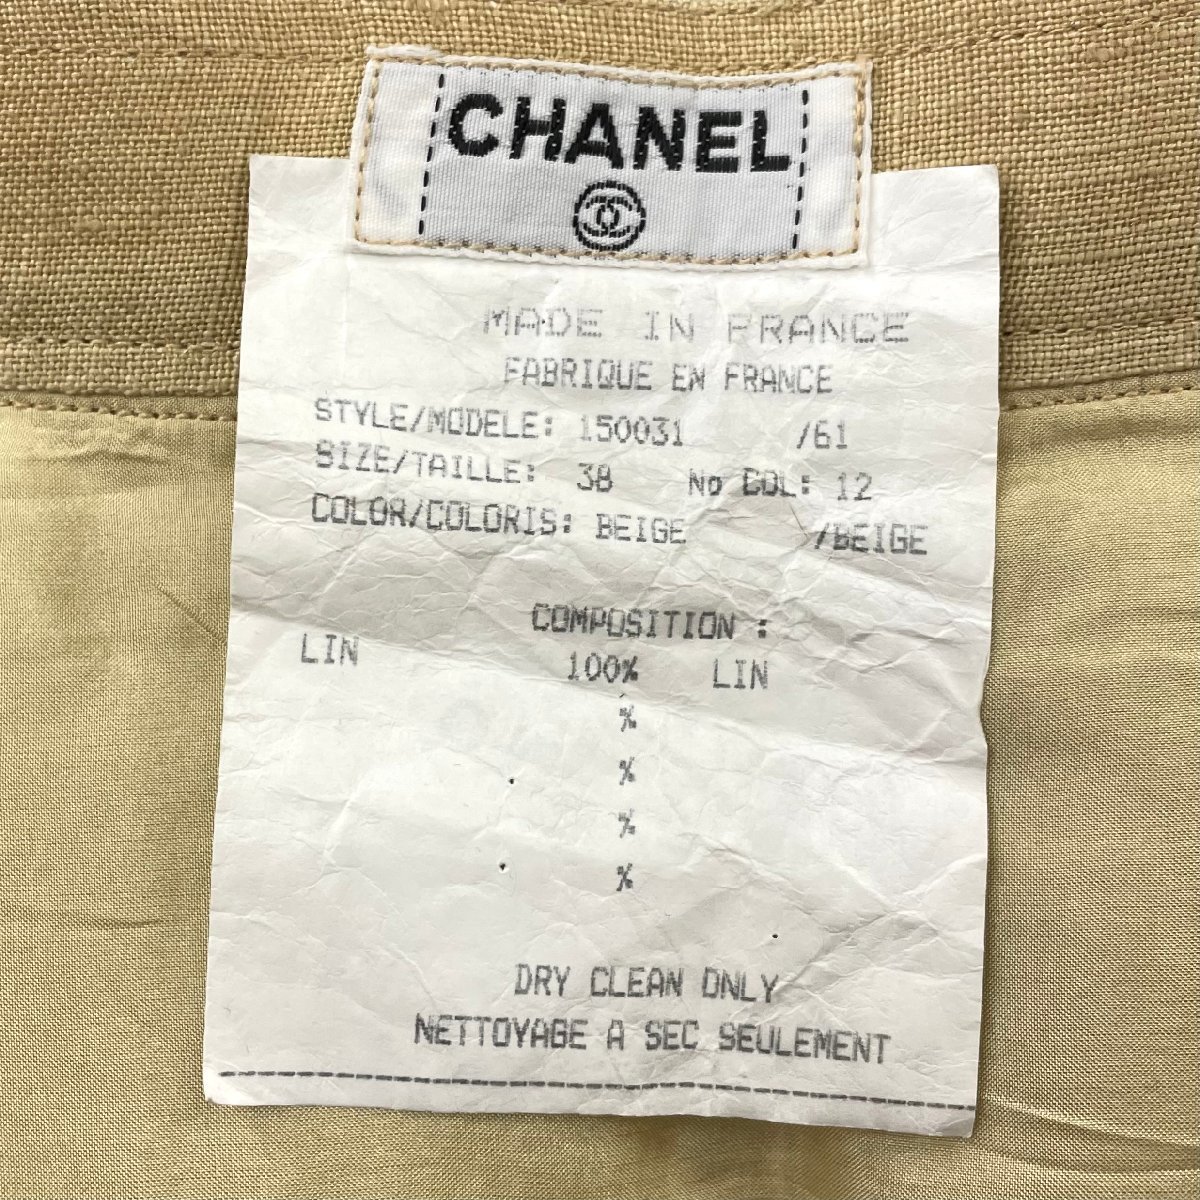 CHANEL
MADE IN FRANCE
FABRIQUE EN FRANCE
STYLE/MODELE: 150031 /61
SIZE/TAILLE: 38 No COL: 12
COLOR/COLORIS: BEIGE /BEIGE
COMPOSITION :
LIN 100% LIN
%
%
%
%
DRY CLEAN ONLY
NETTOYAGE A SEC SEULEMENT